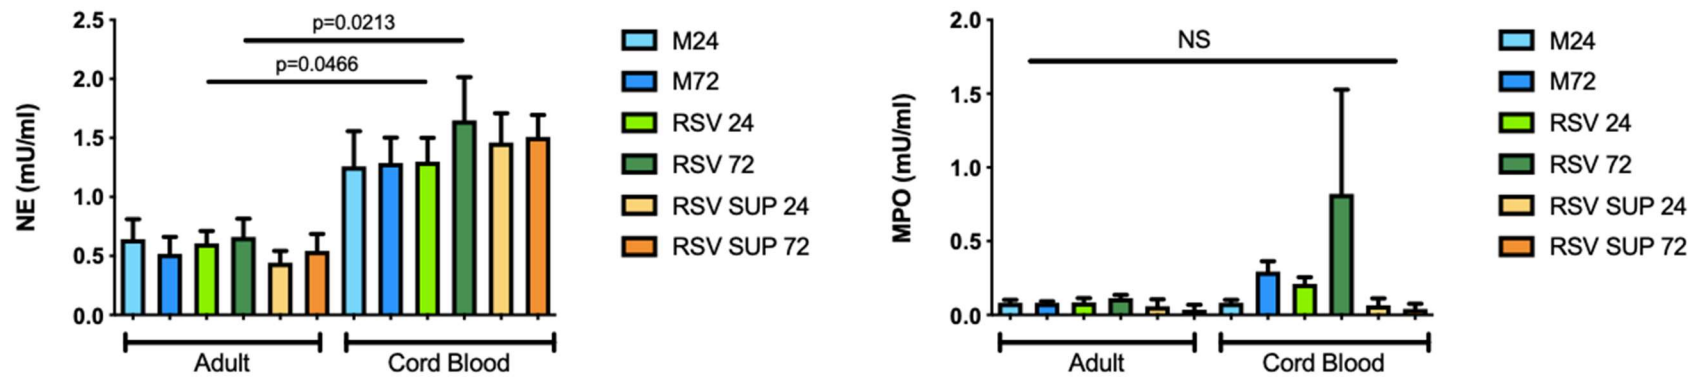 2.5
2.0
1.5
1.0
0.5
0.0
NE (mU/ml)
p=0.0213
p=0.0466
Adult
Cord Blood
M24
M72
RSV 24
RSV 72
RSV SUP 24
RSV SUP 72
2.0
1.5
1.0
0.5
0.0
MPO (mU/ml)
NS
Adult
Cord Blood
M24
M72
RSV 24
RSV 72
RSV SUP 24
RSV SUP 72